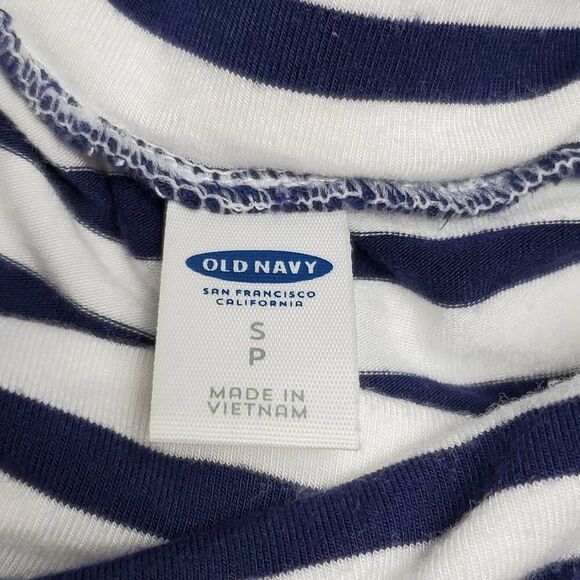 OLD NAVY
SAN FRANCISCO
CALIFORNIA
S
P
MADE IN
VIETNAM